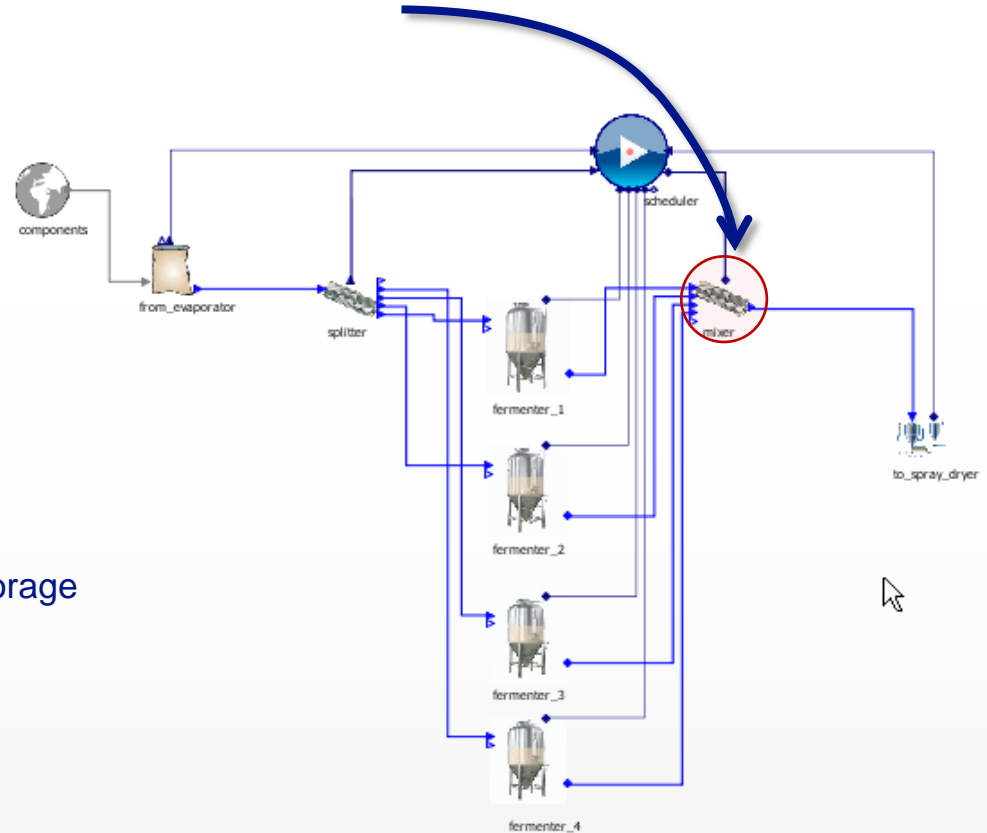 scheduler
components
from_evaporator
splitter
mixer
fermenter_1
to_spray_dryer
fermenter_2
orage
fermenter_3
fermenter_4